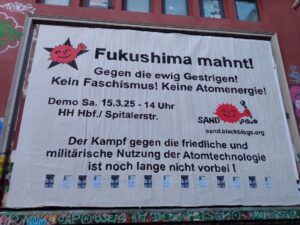 Fukushima mahnt!
Gegen die ewig Gestrigen!
Kein Faschismus! Keine Atomenergie!
Demo Sa. 15.3.25 - 14 Uhr
HH Hbf./ Spitalerstr.
SAND
sand.blackblogs.org
Der Kampf gegen die friedliche und
militärische Nutzung der Atomtechnologie
ist noch lange nicht vorbei !